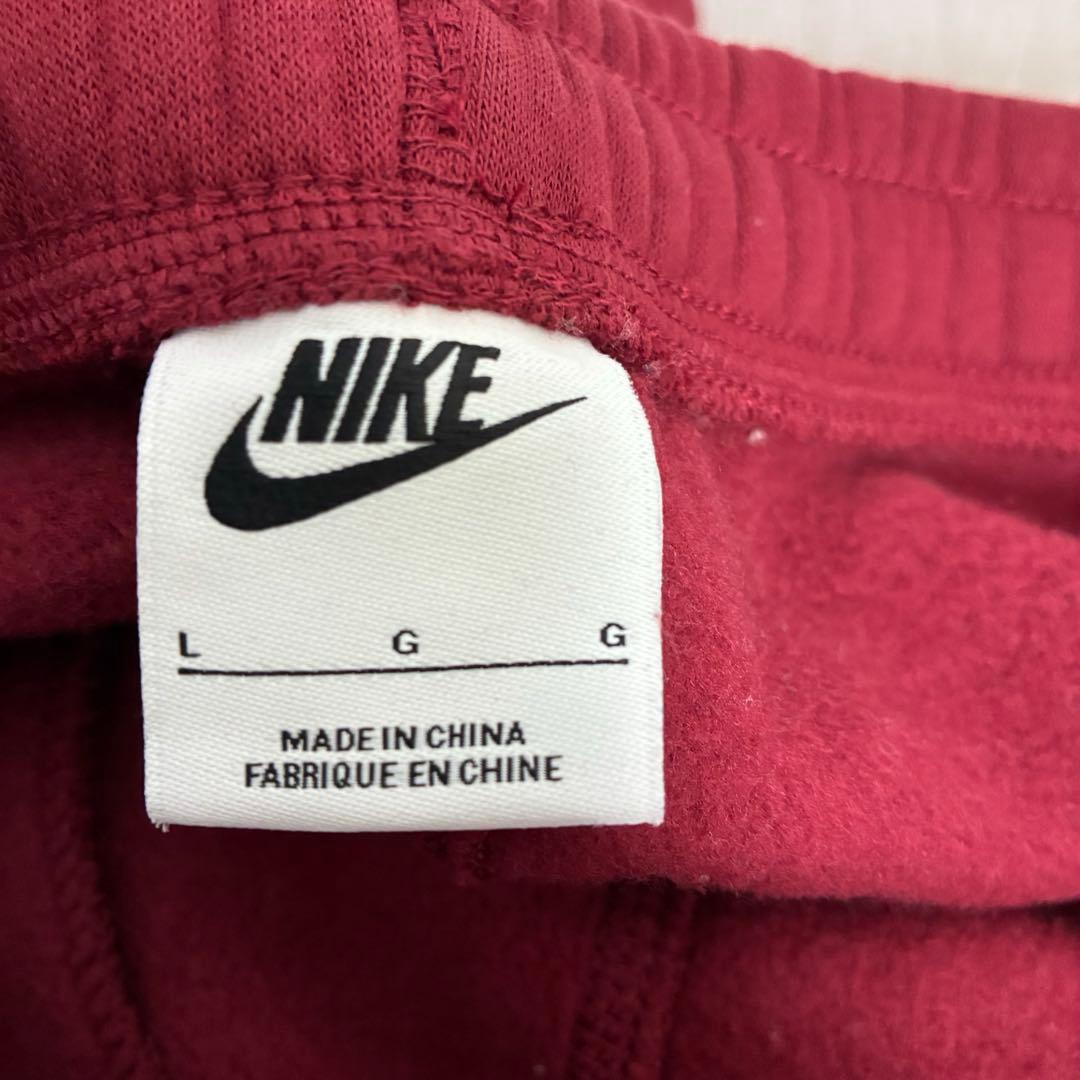 NIKE
L G G
MADE IN CHINA
FABRIQUE EN CHINE